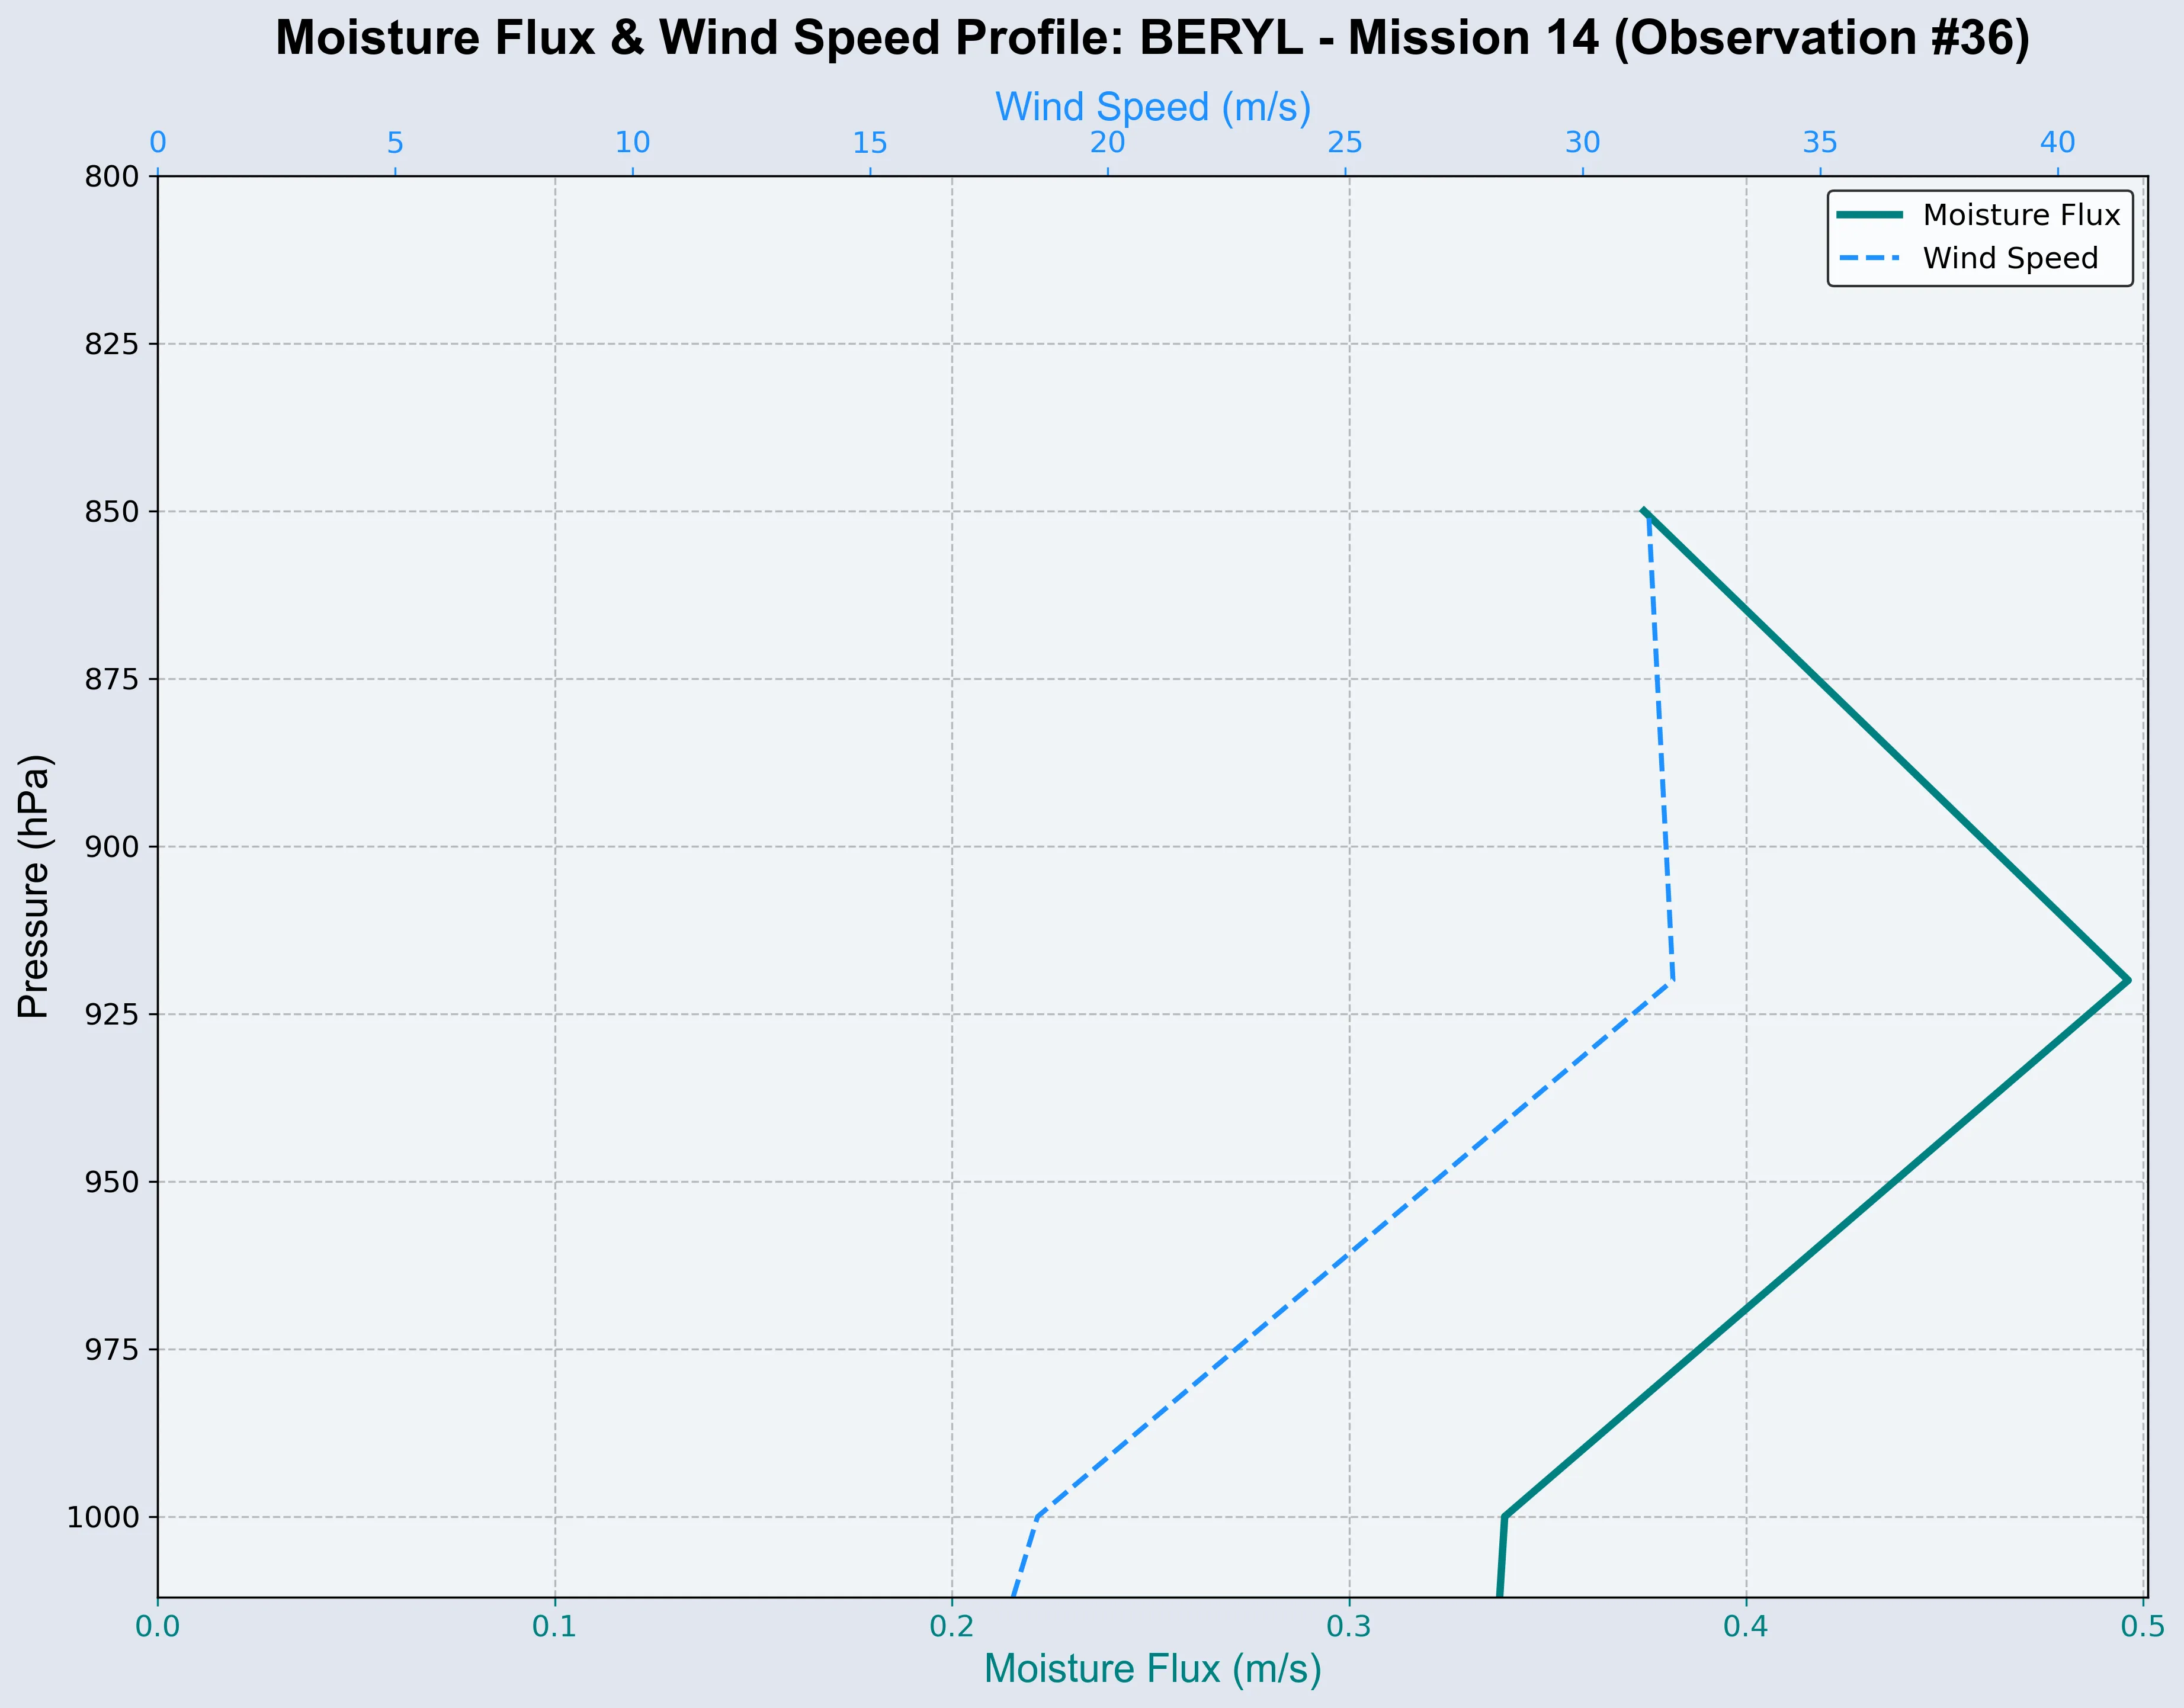 Moisture Flux & Wind Speed Profile: BERYL - Mission 14 (Observation #36)
Wind Speed (m/s)
0 5 10 15 20 25 30 35 40
Moisture Flux
Wind Speed
Pressure (hPa)
800
825
850
875
900
925
950
975
1000
0.0 0.1 0.2 0.3 0.4 0.5
Moisture Flux (m/s)